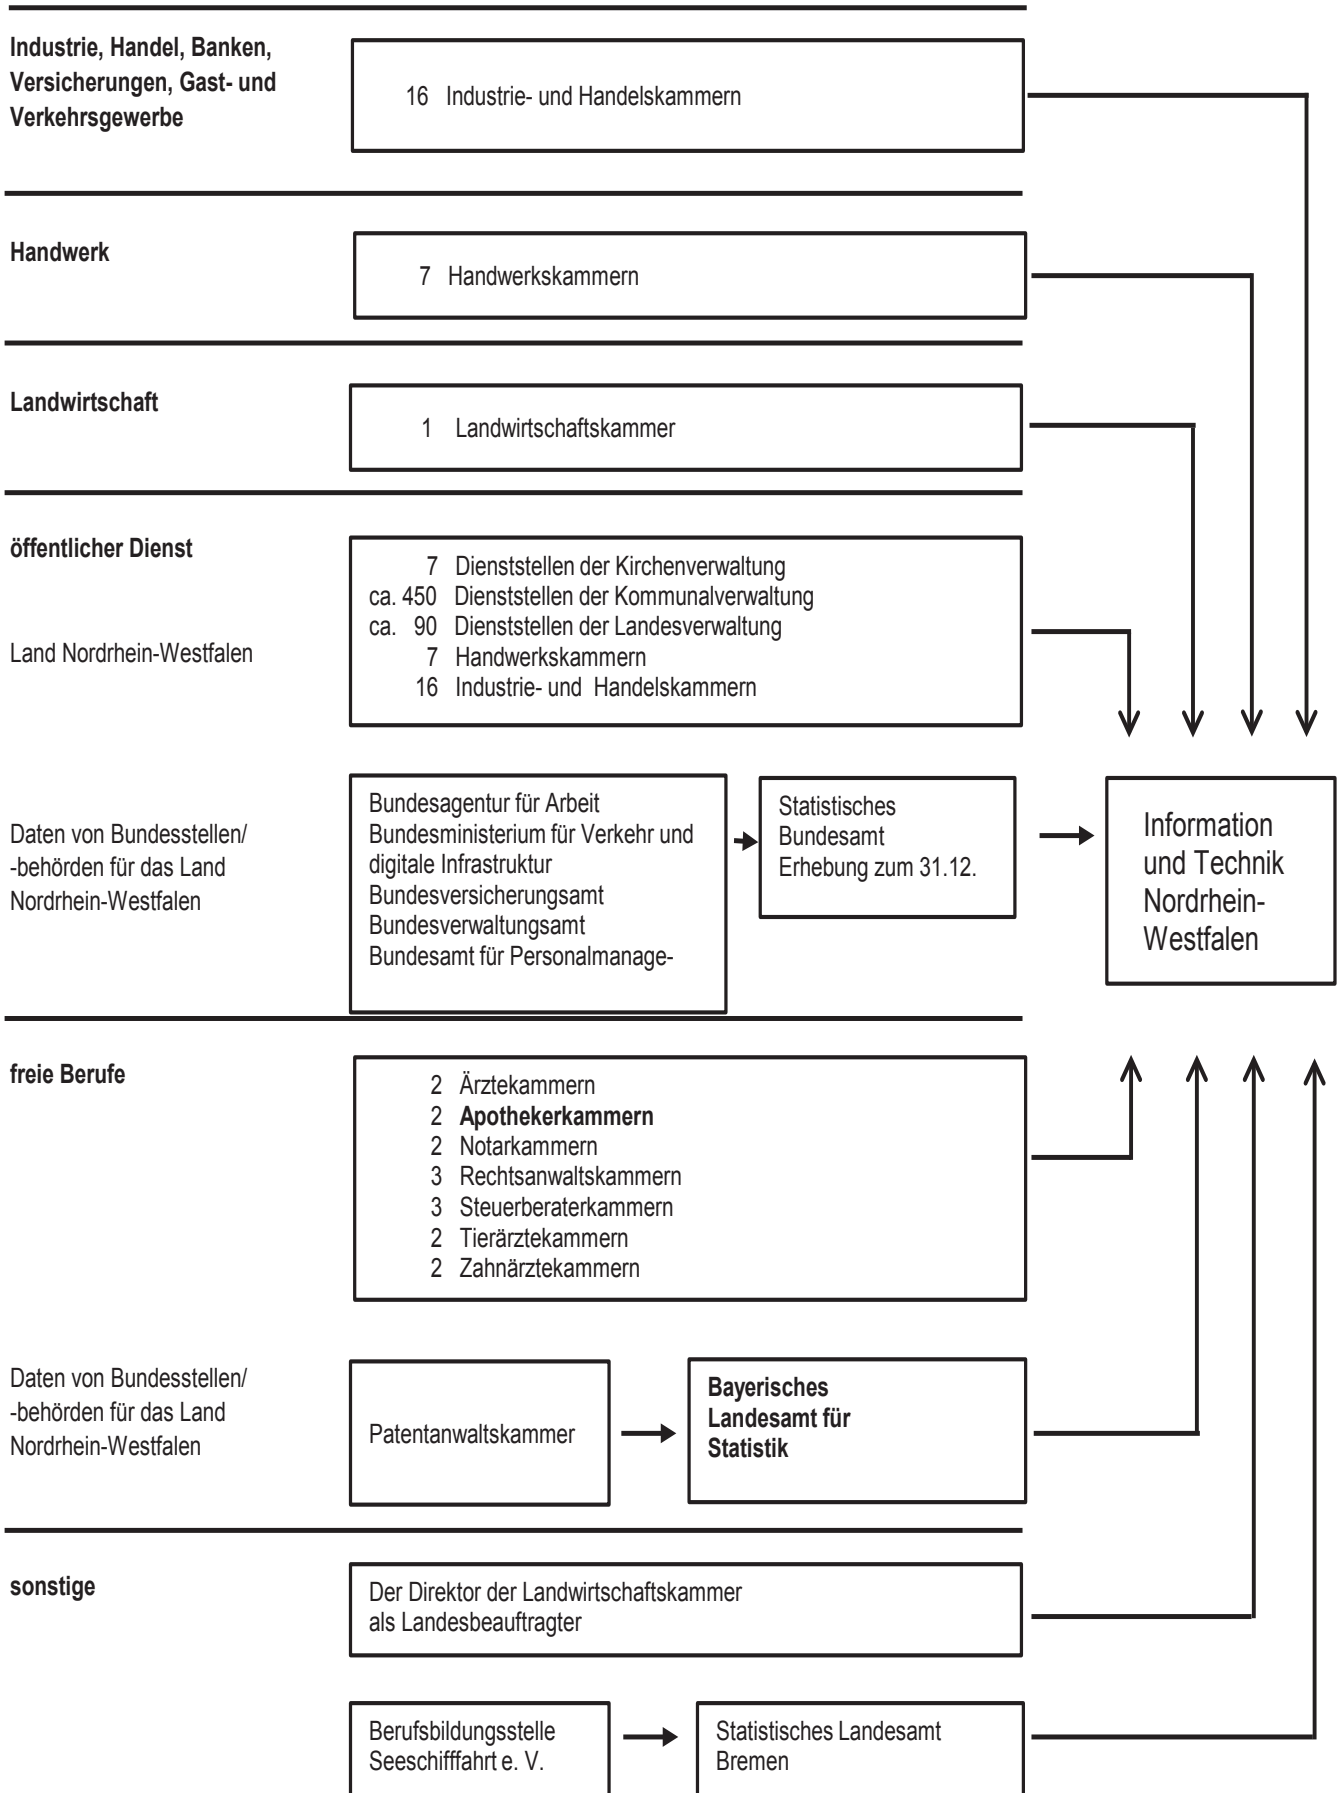 Industrie, Handel, Banken,
Versicherungen, Gast- und
Verkehrsgewerbe
16 Industrie- und Handelskammern
Handwerk
7 Handwerkskammern
Landwirtschaft
1 Landwirtschaftskammer
öffentlicher Dienst
Land Nordrhein-Westfalen
7 Dienststellen der Kirchenverwaltung
ca. 450 Dienststellen der Kommunalverwaltung
ca. 90 Dienststellen der Landesverwaltung
7 Handwerkskammern
16 Industrie- und Handelskammern
Daten von Bundesstellen/
-behörden für das Land
Nordrhein-Westfalen
Bundesagentur für Arbeit
Bundesministerium für Verkehr und
digitale Infrastruktur
Bundesversicherungsamt
Bundesverwaltungsamt
Bundesamt für Personalmanage-
Statistisches
Bundesamt
Erhebung zum 31.12.
Information
und Technik
Nordrhein-
Westfalen
freie Berufe
2 Ärztekammern
2 Apothekerkammern
2 Notarkammern
3 Rechtsanwaltskammern
3 Steuerberaterkammern
2 Tierärztekammern
2 Zahnärztekammern
Daten von Bundesstellen/
-behörden für das Land
Nordrhein-Westfalen
Patentanwaltskammer
Bayerisches
Landesamt für
Statistik
sonstige
Der Direktor der Landwirtschaftskammer
als Landesbeauftragter
Berufsbildungsstelle
Seeschifffahrt e. V.
Statistisches Landesamt
Bremen